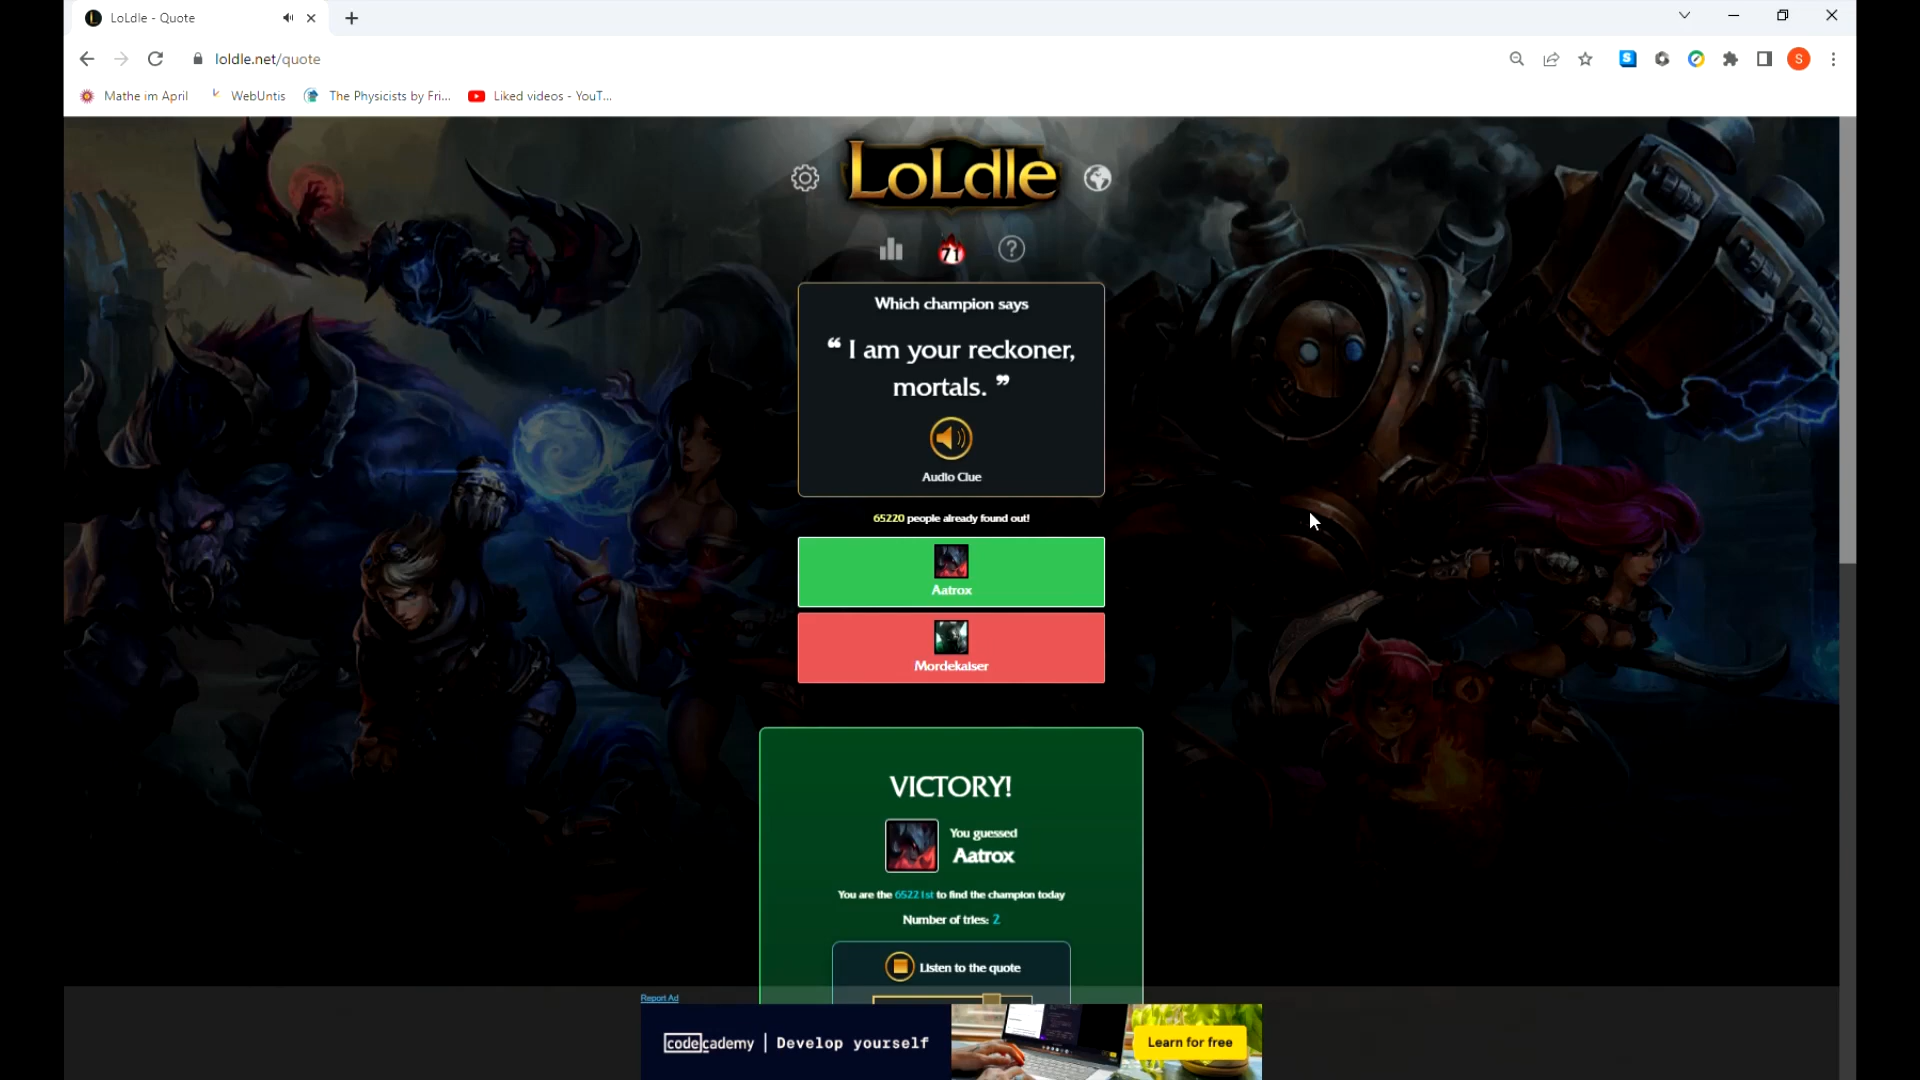 LoLdle - Quote
loldle.net/quote
S
S
Mathe im April
WebUntis
The Physicists by Fri...
Liked videos - YouT...
LoLdle
71
?
Which champion says
“ I am your reckoner,
mortals. ”
Audio Clue
65220 people already found out!
Aatrox
Mordekaiser
VICTORY!
You guessed
Aatrox
You are the 65221st to find the champion today
Number of tries: 2
Listen to the quote
Report Ad
codecademy | Develop yourself
Learn for free